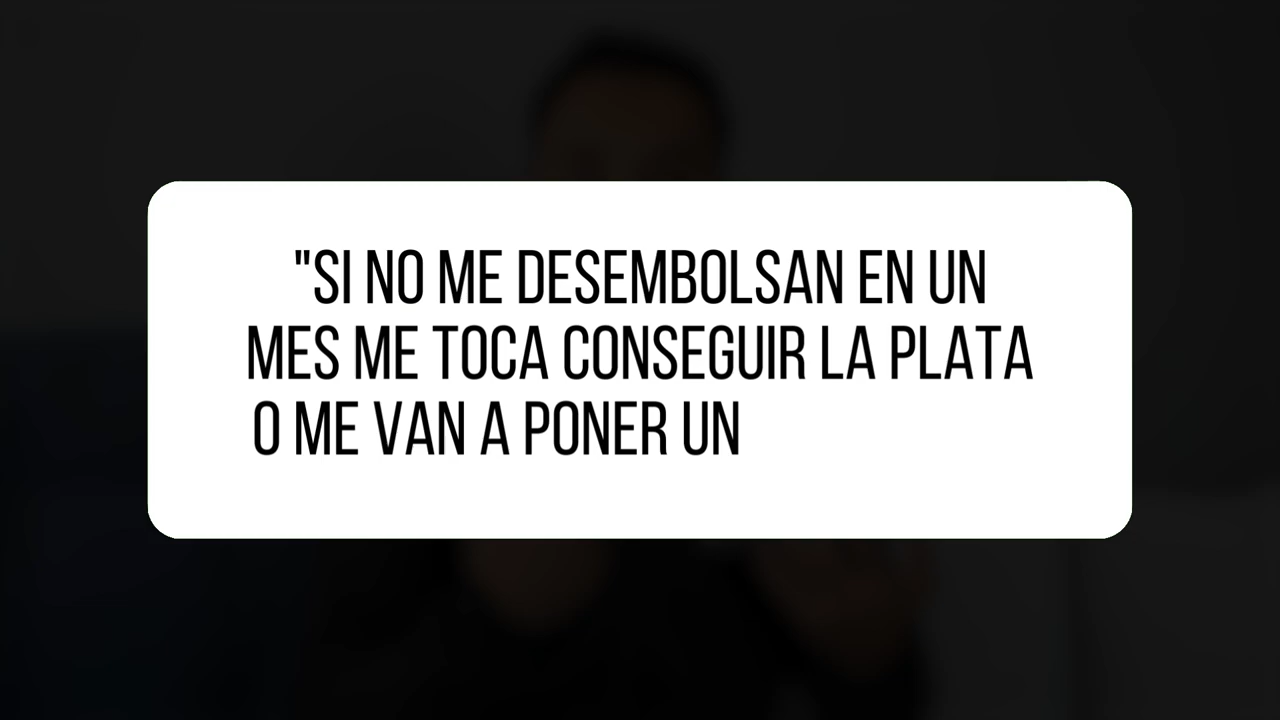 "SI NO ME DESEMBOLSAN EN UN
MES ME TOCA CONSEGUIR LA PLATA
O ME VAN A PONER UN